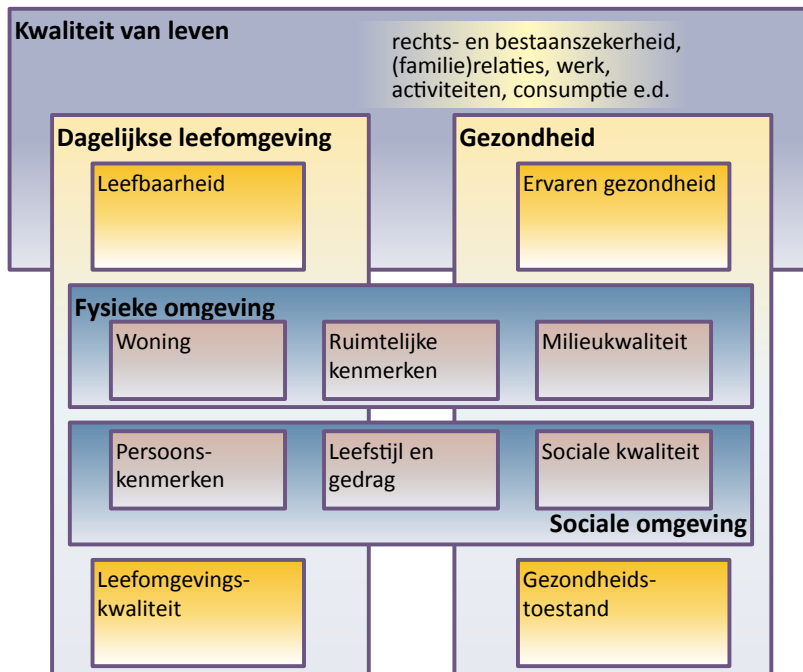 Kwaliteit van leven
rechts- en bestaanszekerheid,
(familie)relaties, werk,
activiteiten, consumptie e.d.
Dagelijkse leefomgeving
Leefbaarheid
Gezondheid
Ervaren gezondheid
Fysieke omgeving
Woning
Ruimtelijke
kenmerken
Milieukwaliteit
Persoons-
kenmerken
Leefstijl en
gedrag
Sociale kwaliteit
Sociale omgeving
Leefomgevings-
kwaliteit
Gezondheids-
toestand